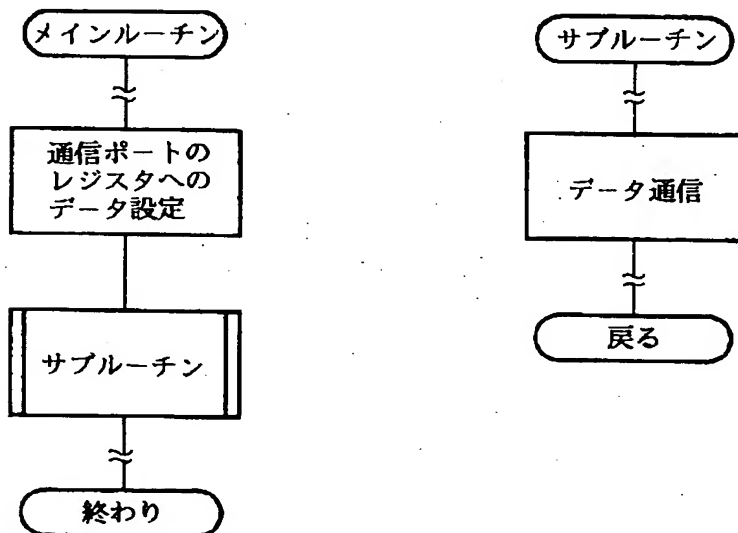 メインルーチン
通信ポートの
レジスタへの
データ設定
サブルーチン
終わり
サブルーチン
データ通信
戻る